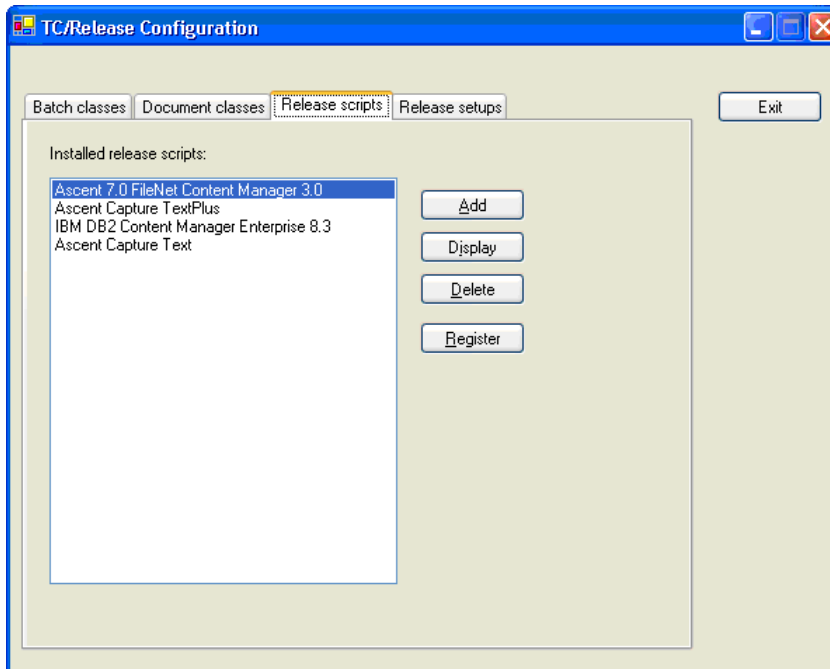 TC/Release Configuration
Batch classes
Document classes
Release scripts
Release setups
Exit
Installed release scripts:
Ascent 7.0 FileNet Content Manager 3.0
Ascent Capture TextPlus
IBM DB2 Content Manager Enterprise 8.3
Ascent Capture Text
Add
Display
Delete
Register